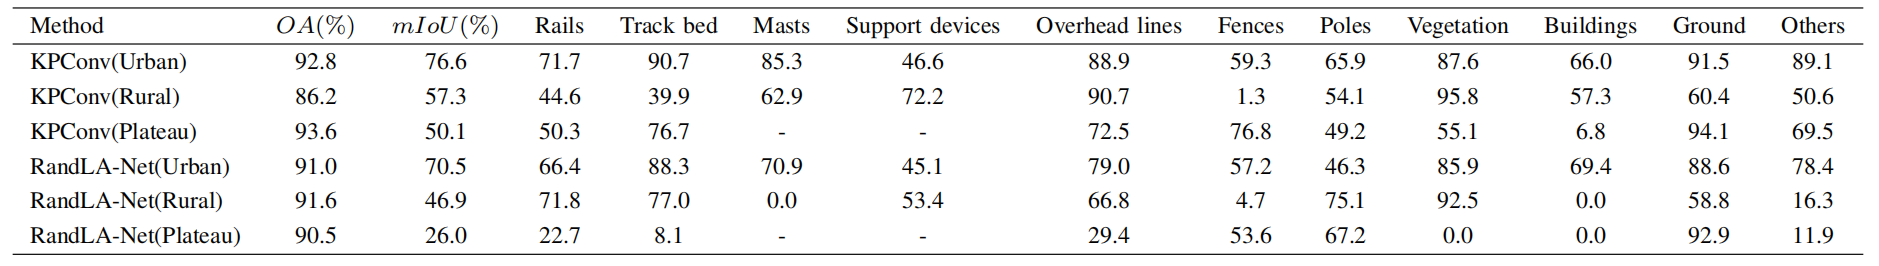 Method OA(%) mIoU(%) Rails Track bed Masts Support devices Overhead lines Fences Poles Vegetation Buildings Ground Others
KPConv(Urban) 92.8 76.6 71.7 90.7 85.3 46.6 88.9 59.3 65.9 87.6 66.0 91.5 89.1
KPConv(Rural) 86.2 57.3 44.6 39.9 62.9 72.2 90.7 1.3 54.1 95.8 57.3 60.4 50.6
KPConv(Plateau) 93.6 50.1 50.3 76.7 - - 72.5 76.8 49.2 55.1 6.8 94.1 69.5
RandLA-Net(Urban) 91.0 70.5 66.4 88.3 70.9 45.1 79.0 57.2 46.3 85.9 69.4 88.6 78.4
RandLA-Net(Rural) 91.6 46.9 71.8 77.0 0.0 53.4 66.8 4.7 75.1 92.5 0.0 58.8 16.3
RandLA-Net(Plateau) 90.5 26.0 22.7 8.1 - - 29.4 53.6 67.2 0.0 0.0 92.9 11.9